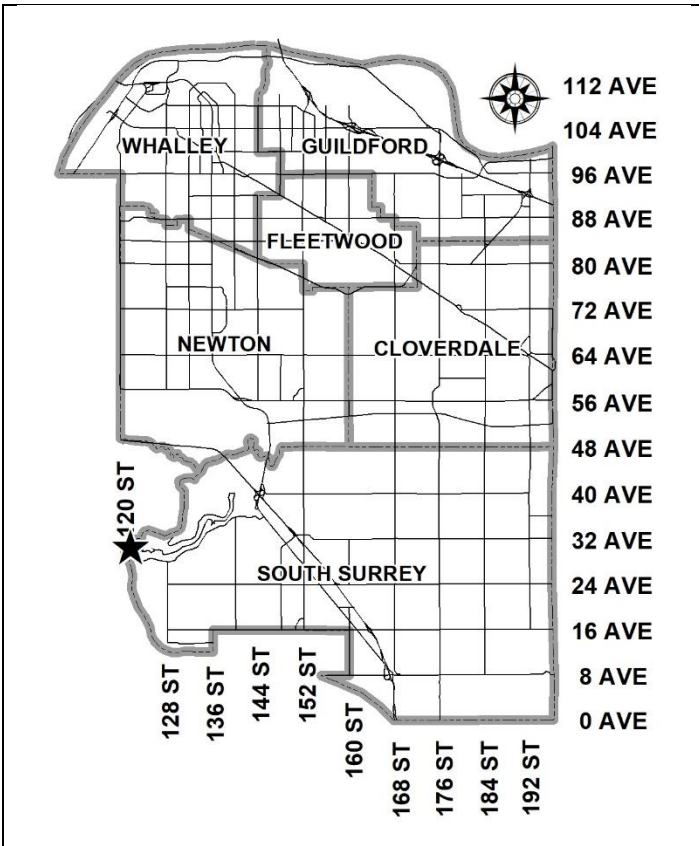 112 AVE
104 AVE
WHALLEY
GUILDFORD
96 AVE
88 AVE
FLEETWOOD
80 AVE
72 AVE
NEWTON
CLOVERDALE
64 AVE
56 AVE
48 AVE
120 ST
40 AVE
32 AVE
SOUTH SURREY
24 AVE
16 AVE
8 AVE
0 AVE
128 ST
136 ST
144 ST
152 ST
160 ST
168 ST
176 ST
184 ST
192 ST